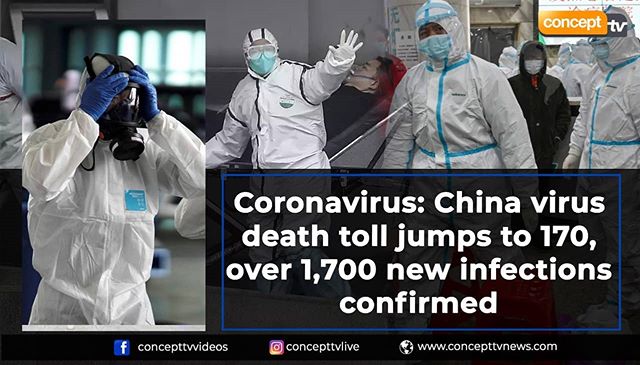 concept
tv
Coronavirus: China virus
death toll jumps to 170,
over 1,700 new infections
confirmed
concepttvvideos
concepttvlive
www.concepttvnews.com